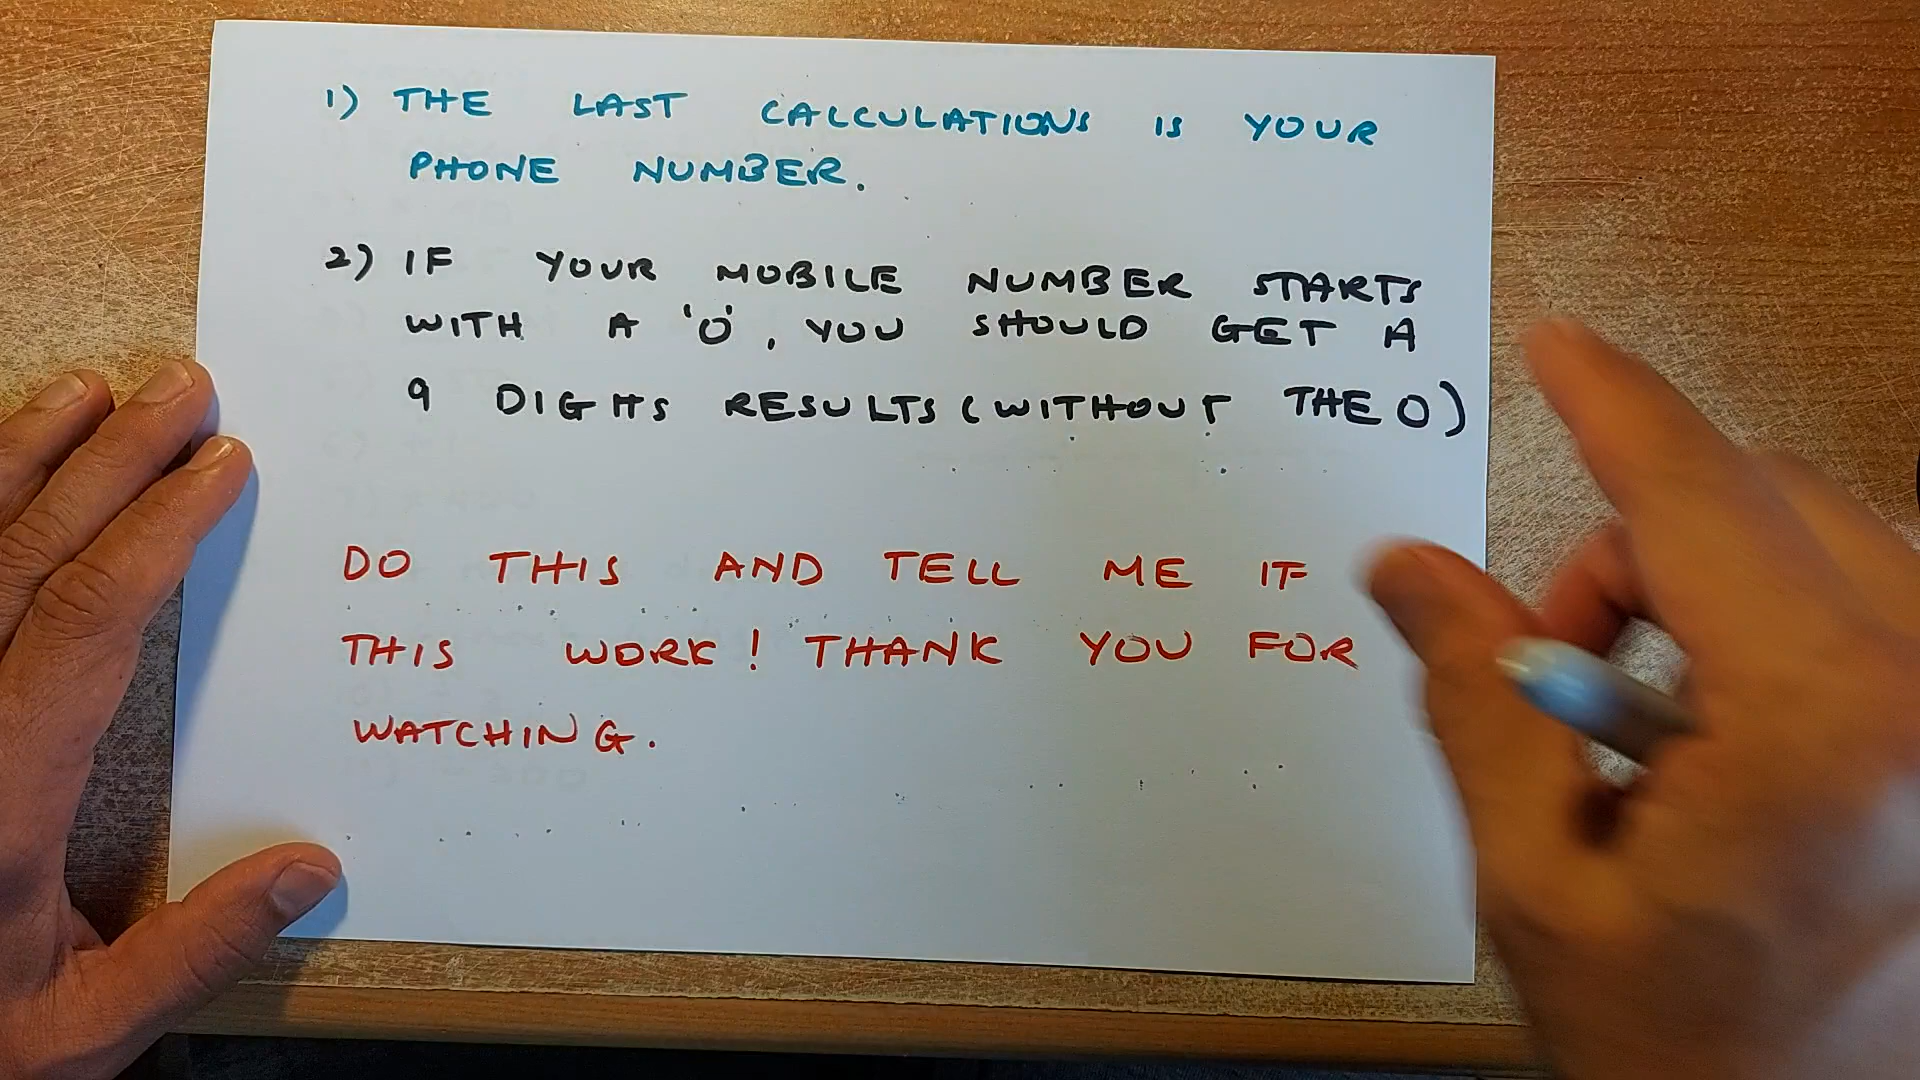 1) THE LAST CALCULATIONS IS YOUR
PHONE NUMBER.
2) IF YOUR MOBILE NUMBER STARTS
WITH A '0', YOU SHOULD GET A
9 DIGITS RESULTS (WITHOUT THE 0)
DO THIS AND TELL ME IF
THIS WORK! THANK YOU FOR
WATCHING.